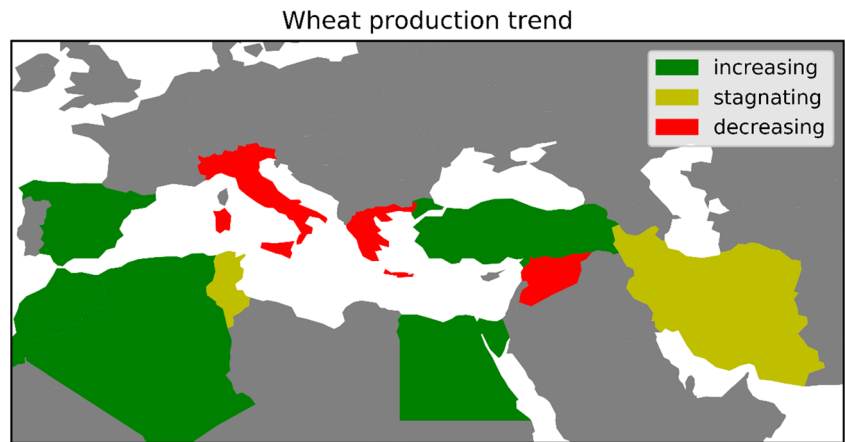 Wheat production trend
increasing
stagnating
decreasing